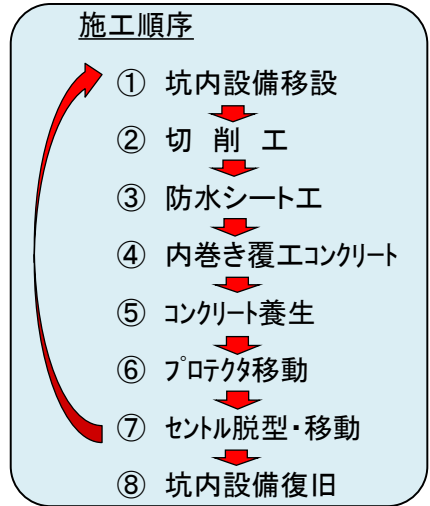 施工順序
① 坑内設備移設
② 切 削 工
③ 防水シート工
④ 内巻き覆工ｺﾝｸﾘｰﾄ
⑤ ｺﾝｸﾘｰﾄ養生
⑥ ﾌﾟﾛﾃｸﾀ移動
⑦ ｾﾝﾄﾙ脱型・移動
⑧ 坑内設備復旧